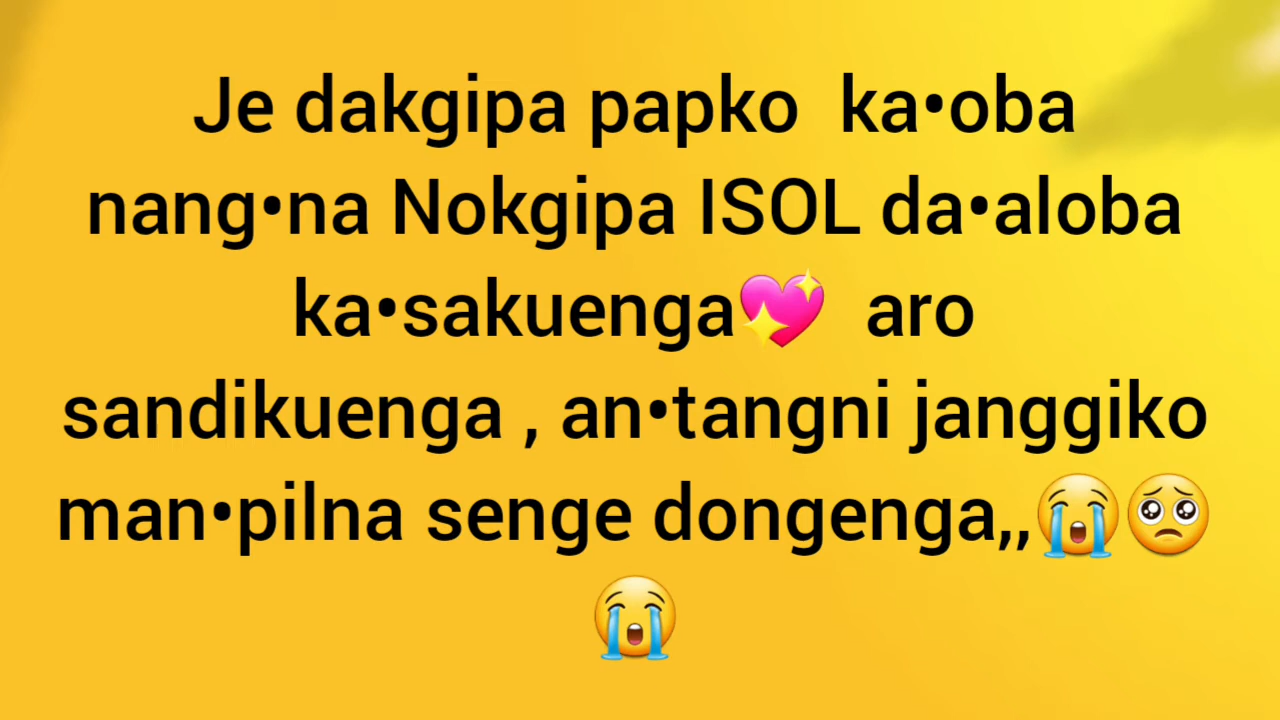 Je dakgipa papko  ka•oba
nang•na Nokgipa ISOL da•aloba
ka•sakuenga💖  aro
sandikuenga , an•tangni janggiko
man•pilna senge dongenga,,😭🥺
😭